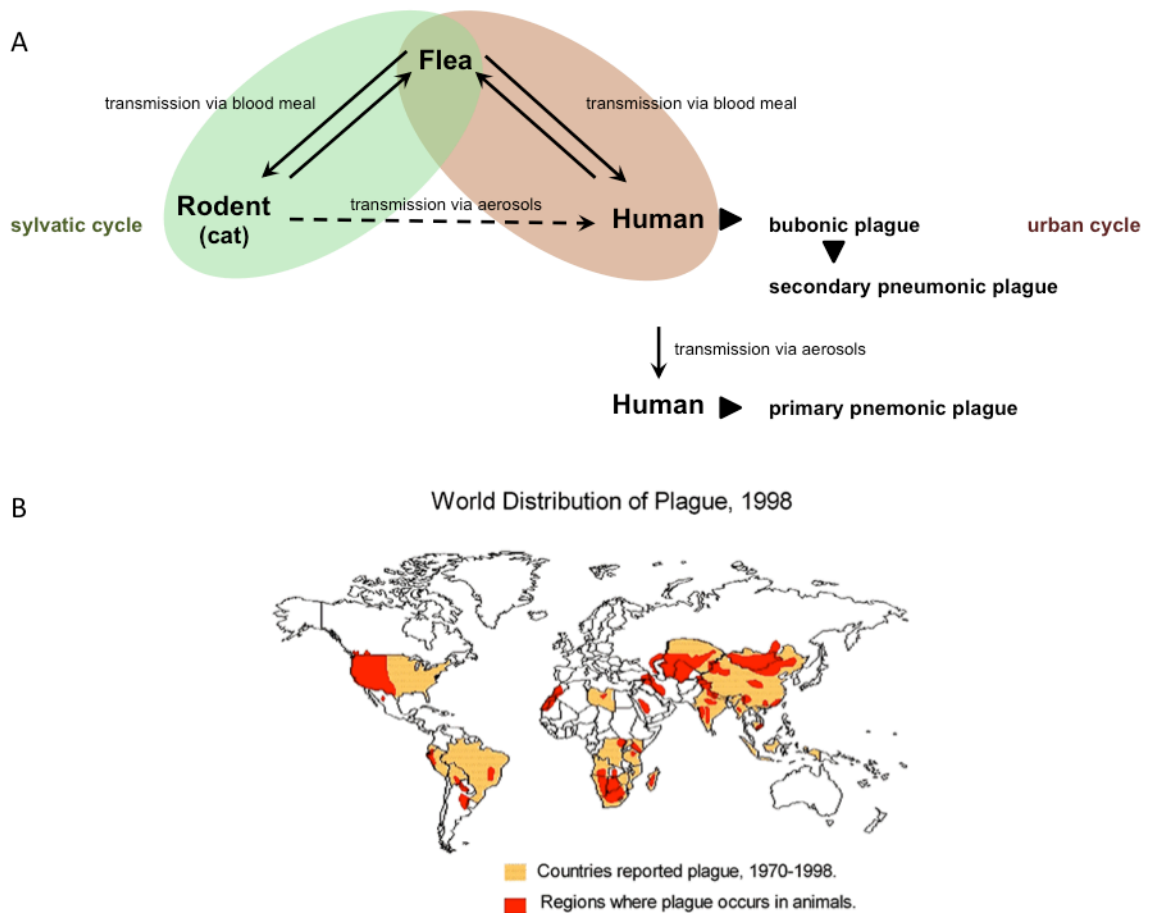 A
Flea
transmission via blood meal
transmission via blood meal
Rodent
(cat)
transmission via aerosols
Human
sylvatic cycle
bubonic plague
urban cycle
secondary pneumonic plague
transmission via aerosols
Human
primary pnemonic plague
B
World Distribution of Plague, 1998
Countries reported plague, 1970-1998.
Regions where plague occurs in animals.